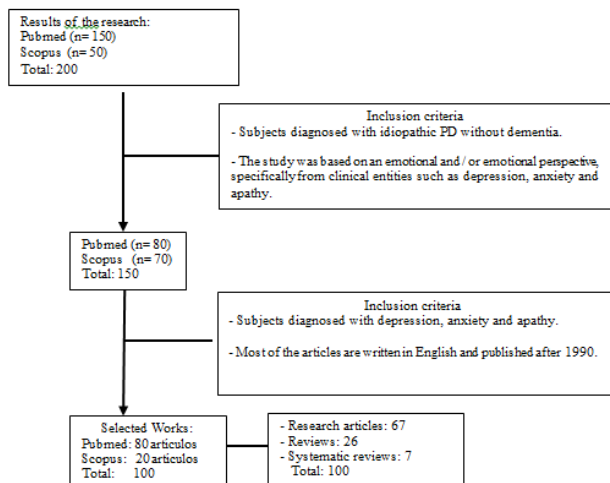 Results of the research:
Pubmed (n= 150)
Scopus (n= 50)
Total: 200
Inclusion criteria
- Subjects diagnosed with idiopathic PD without dementia.
- The study was based on an emotional and / or emotional perspective,
specifically from clinical entities such as depression, anxiety and
apathy.
Pubmed (n= 80)
Scopus (n= 70)
Total: 150
Inclusion criteria
- Subjects diagnosed with depression, anxiety and apathy.
- Most of the articles are written in English and published after 1990.
Selected Works:
Pubmed: 80 articulos
Scopus: 20 articulos
Total: 100
- Research articles: 67
- Reviews: 26
- Systematic reviews: 7
Total: 100